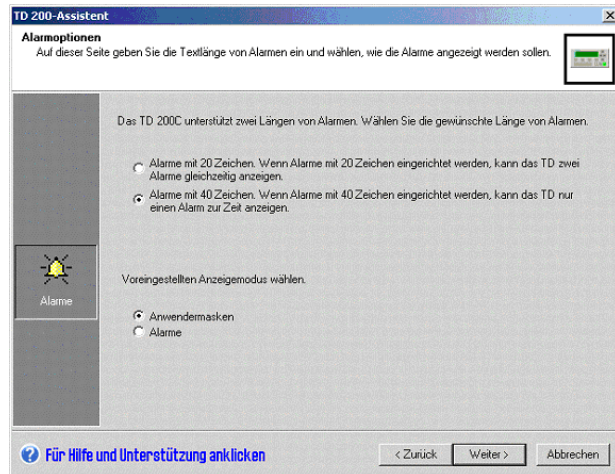 TD 200-Assistent
Alarmoptionen
Auf dieser Seite geben Sie die Textlänge von Alarmen ein und wählen, wie die Alarme angezeigt werden sollen.
Das TD 200C unterstützt zwei Längen von Alarmen. Wählen Sie die gewünschte Länge von Alarmen.
Alarme mit 20 Zeichen. Wenn Alarme mit 20 Zeichen eingerichtet werden, kann das TD zwei
Alarme gleichzeitig anzeigen.
Alarme mit 40 Zeichen. Wenn Alarme mit 40 Zeichen eingerichtet werden, kann das TD nur
einen Alarm zur Zeit anzeigen.
Alarme
Voreingestellten Anzeigemodus wählen.
Anwendermasken
Alarme
Für Hilfe und Unterstützung anklicken
< Zurück
Weiter >
Abbrechen